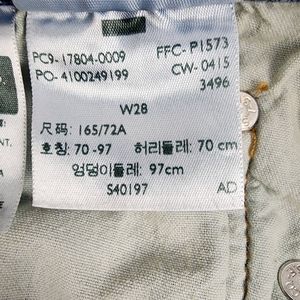 PC9-17804-0009 FFC- P1573
PO- 4100249199 CW- 0415
3496
W28
尺码: 165/72A
호칭: 70 -97 허리둘레: 70 cm
엉덩이둘레: 97cm
S40197 AD